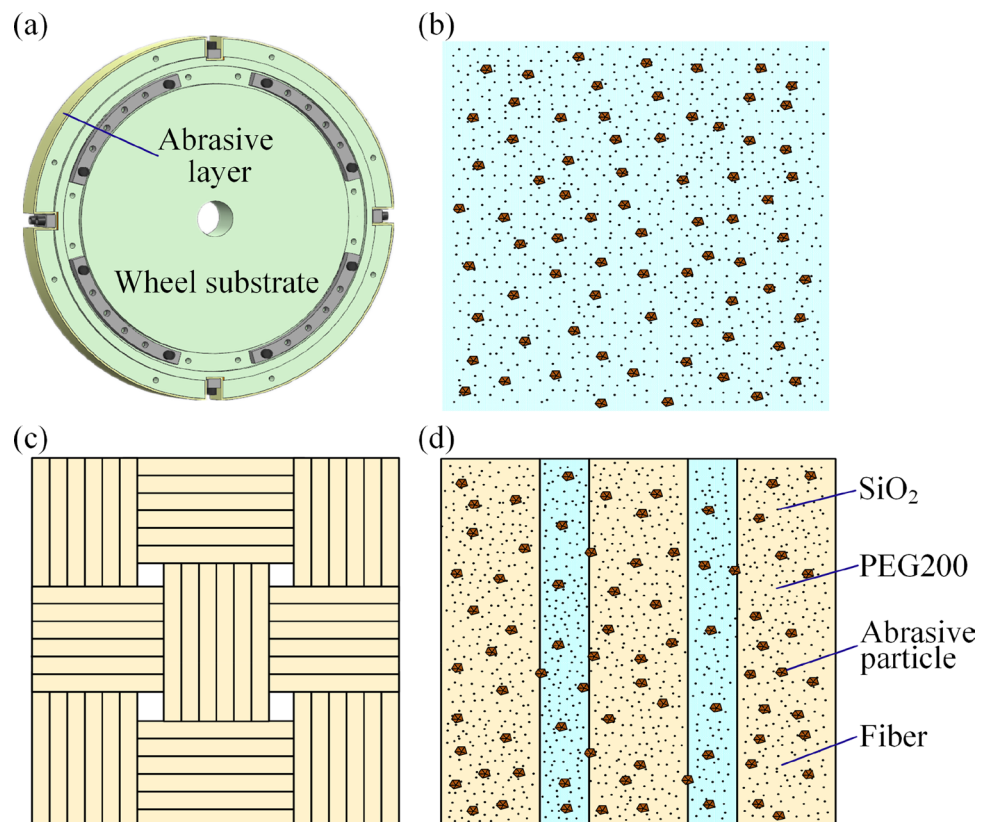 (a)
Abrasive
layer
Wheel substrate
(b)
(c)
(d)
SiO₂
PEG200
Abrasive
particle
Fiber